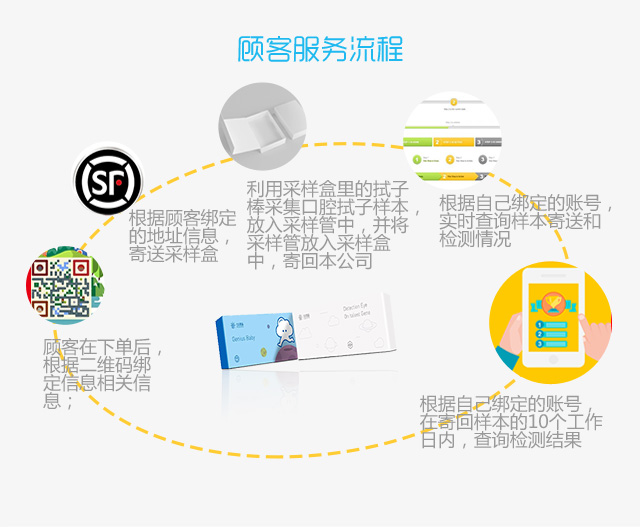 顾客服务流程
SF
根据顾客绑定
的地址信息，
寄送采样盒
利用采样盒里的拭子
棒采集口腔拭子样本，
放入采样管中，并将
采样管放入采样盒
中，寄回本公司
根据自己绑定的账号，
实时查询样本寄送和
检测情况
顾客在下单后，
根据二维码绑
定信息相关信
息；
Genius Baby
根据自己绑定的账号，
在寄回样本的10个工作
日内，查询检测结果